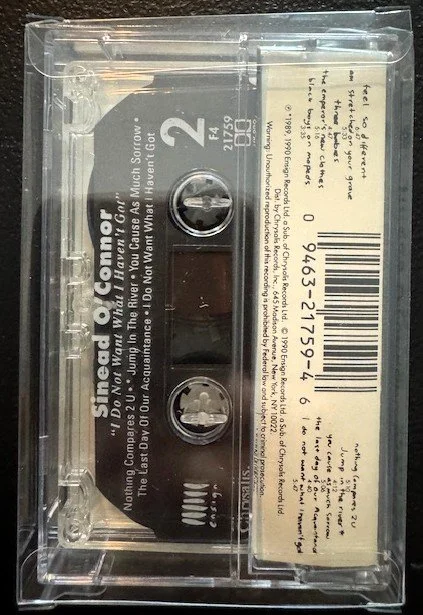 Sinead O'Connor
"I Do Not Want What I Haven't Got"
Nothing Compares 2 U •* Jump In The River • You Cause As Much Sorrow •
The Last Day Of Our Acquaintance • I Do Not Want What I Haven't Got
2
F4
21759
ensign
Chrysalis.
feel so different
am stretched on your grave
three babies
the emperor's new clothes
black boys on mopeds
0 9463-21759-4 6
nothing compares 2U
Jump in the river *
you cause as much sorrow
the last day of our Acquaintance
I do not want what I haven't got
℗ *1989, 1990 Ensign Records Ltd. a Sub. of Chrysalis Records Ltd. © 1990 Ensign Records Ltd. a Sub. of Chrysalis Records Ltd.
Dist. by Chrysalis Records, Inc., 645 Madison Avenue, New York, NY 10022.
Warning: Unauthorized reproduction of this recording is prohibited by Federal law and subject to criminal prosecution.